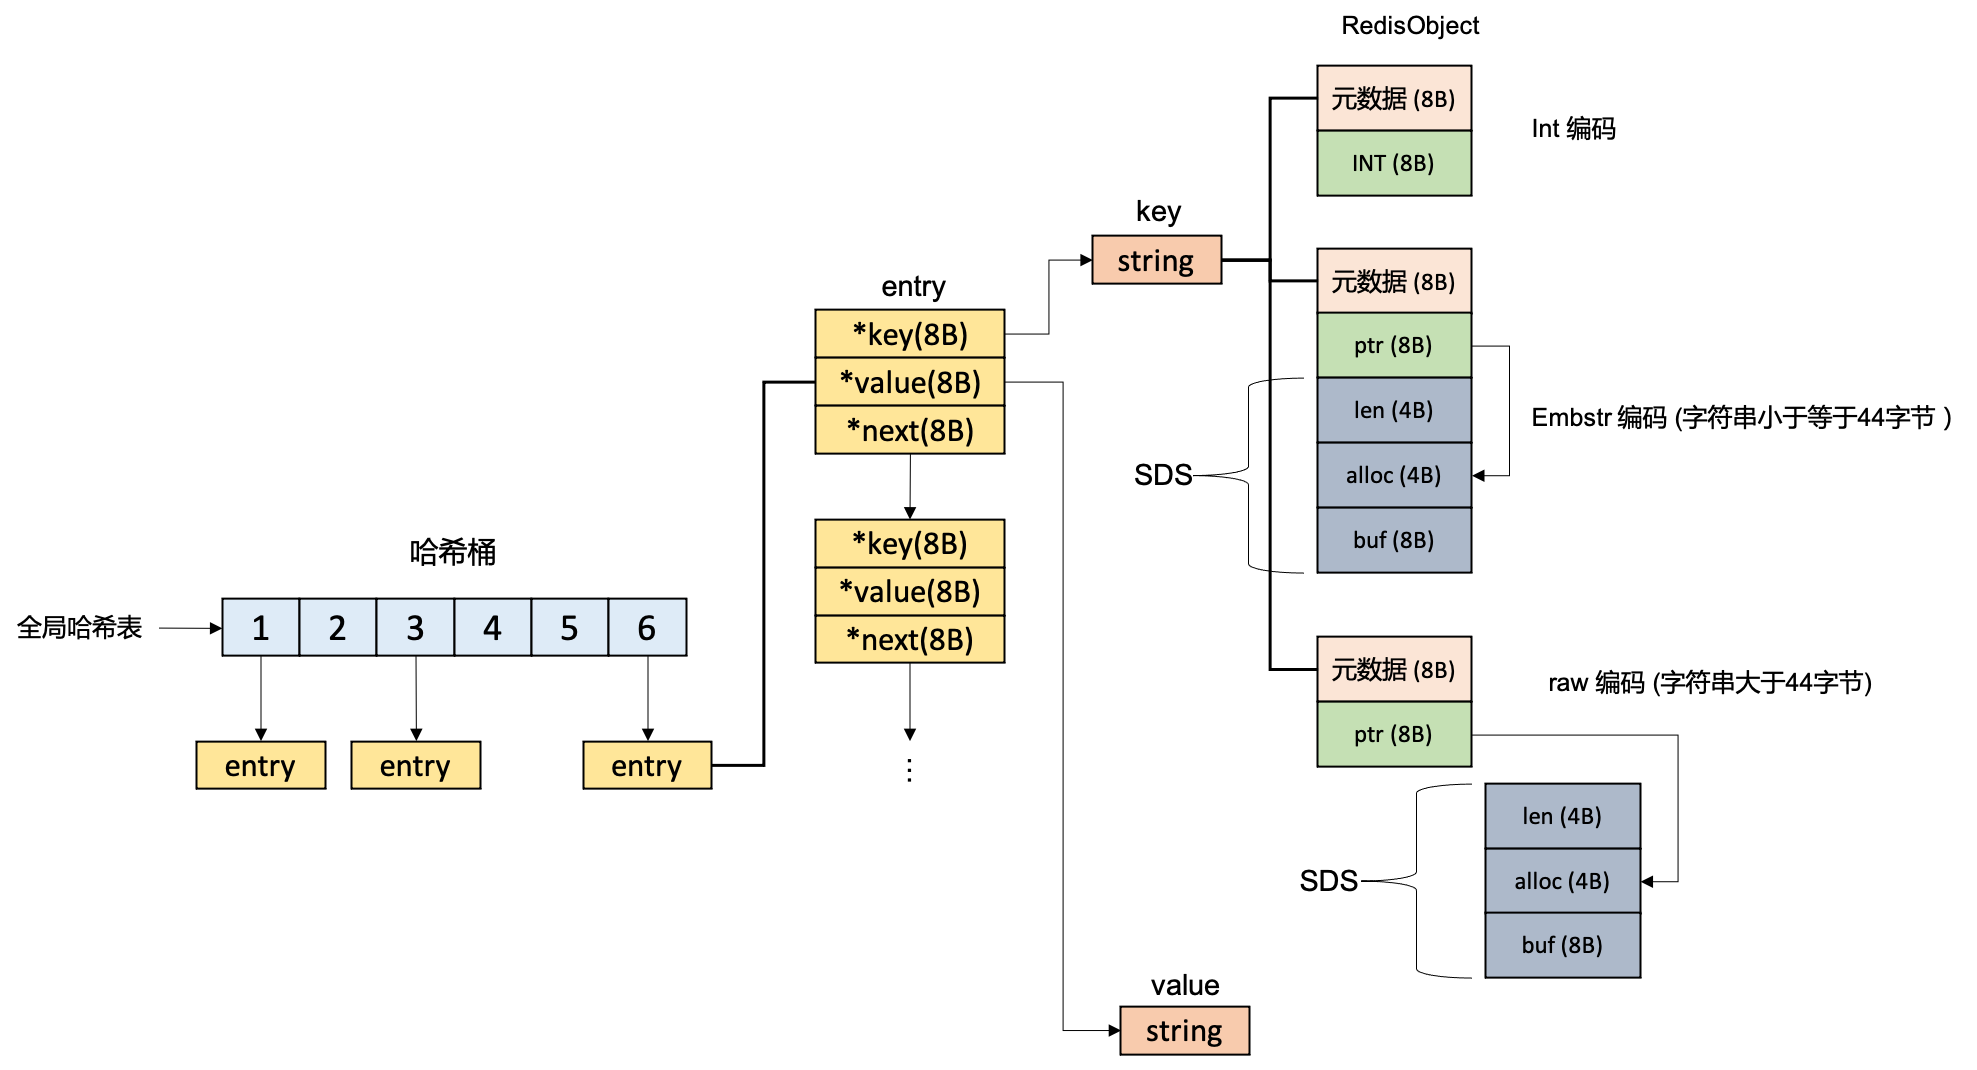 RedisObject
元数据 (8B)
INT (8B)
Int 编码
key
string
元数据 (8B)
ptr (8B)
len (4B)
alloc (4B)
buf (8B)
SDS
Embstr 编码 (字符串小于等于44字节 )
entry
*key(8B)
*value(8B)
*next(8B)
*key(8B)
*value(8B)
*next(8B)
⋮
哈希桶
全局哈希表
1 2 3 4 5 6
entry entry entry
元数据 (8B)
ptr (8B)
raw 编码 (字符串大于44字节)
SDS
len (4B)
alloc (4B)
buf (8B)
value
string